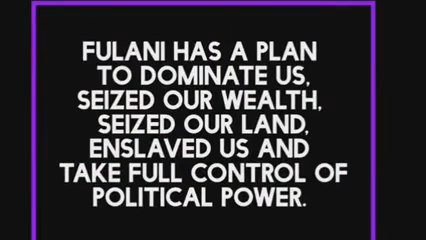 FULANI HAS A PLAN
TO DOMINATE US,
SEIZED OUR WEALTH,
SEIZED OUR LAND,
ENSLAVED US AND
TAKE FULL CONTROL OF
POLITICAL POWER.